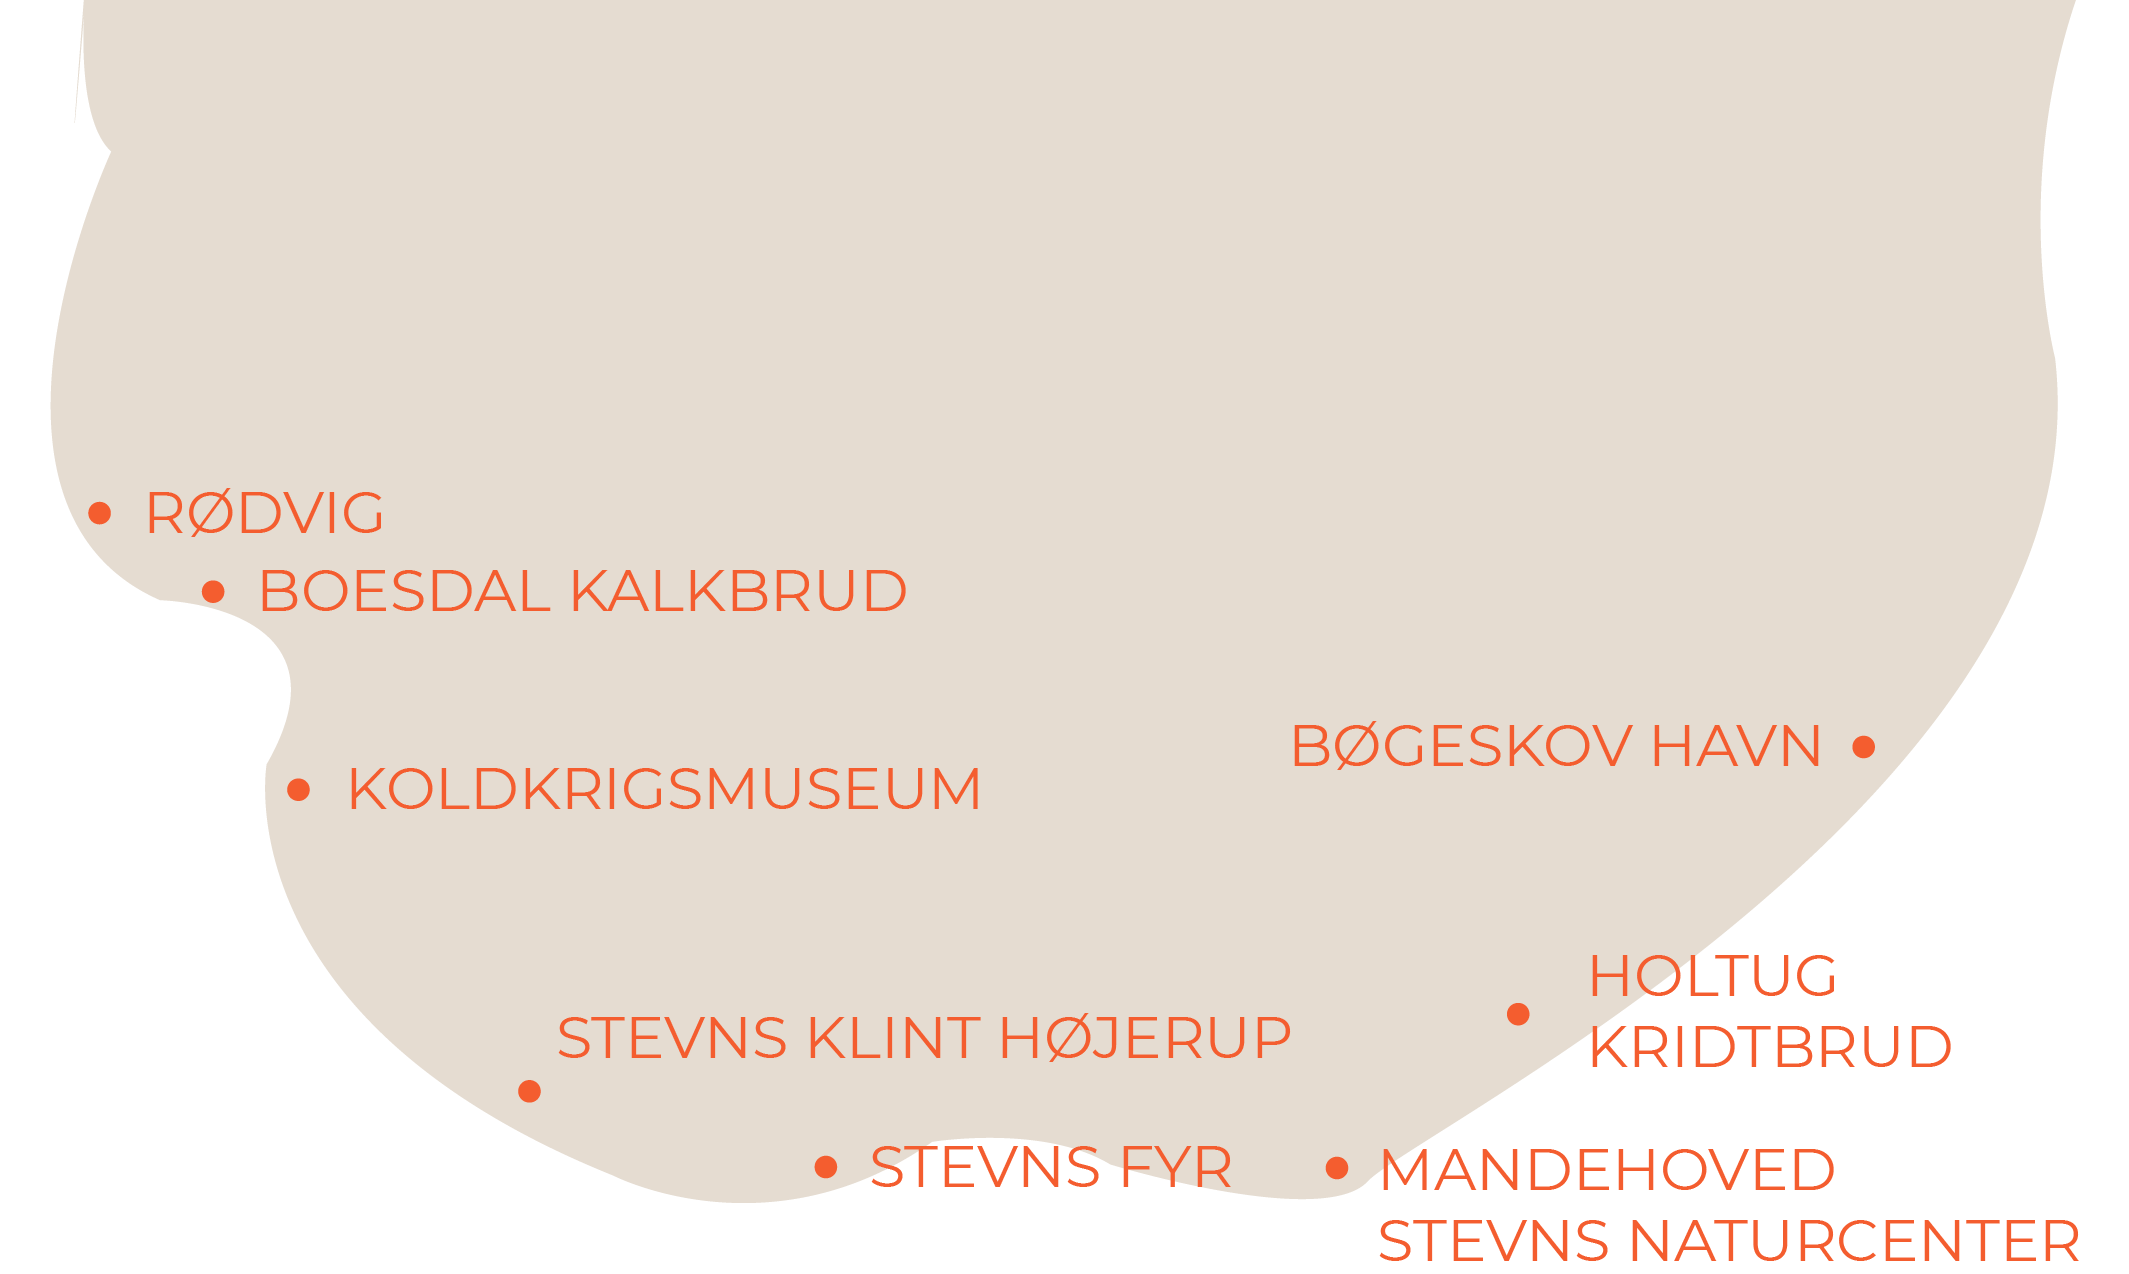 RØDVIG
BOESDAL KALKBRUD
BØGESKOV HAVN
KOLDKRIGSMUSEUM
HOLTUG
KRIDTBRUD
STEVNS KLINT HØJERUP
STEVNS FYR
MANDEHOVED
STEVNS NATURCENTER